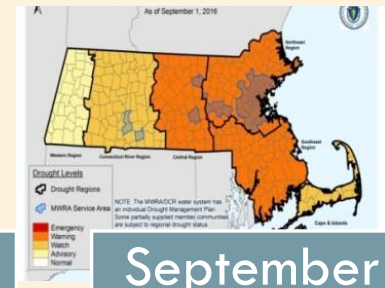 As of September 1, 2016
Northeast
Region
Western Region
Connecticut River Region
Central Region
Southeast
Region
Cape & Islands
Drought Levels
Drought Regions
MWRA Service Area
Emergency
Warning
Watch
Advisory
Normal
NOTE: The MWRA/DCR water system has
an individual Drought Management Plan
Some partially supplied member communities
are subject to regional drought status
September